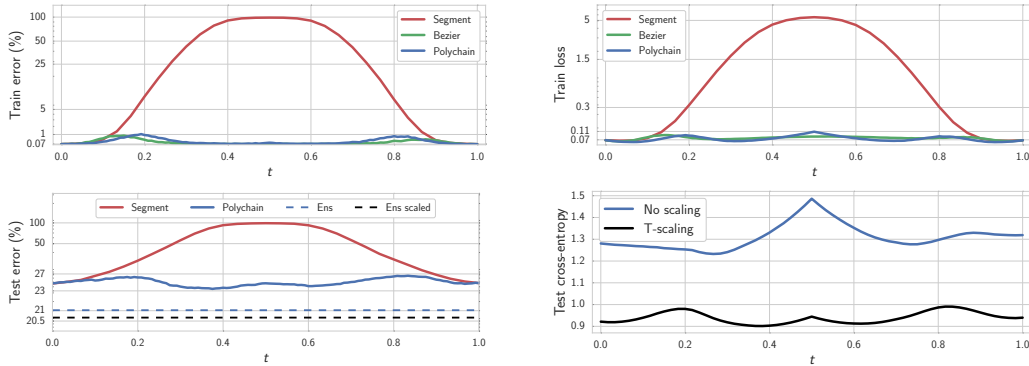 Train error (%)
100
50
25
5
1
0.07
Segment
Bezier
Polychain
0.0 0.2 0.4 0.6 0.8 1.0
t
Train loss
5
1.5
0.3
0.11
0.07
Segment
Bezier
Polychain
0.0 0.2 0.4 0.6 0.8 1.0
t
Test error (%)
100
50
27
23
21
20.5
Segment Polychain Ens Ens scaled
0.0 0.2 0.4 0.6 0.8 1.0
t
Test cross-entropy
1.5
1.4
1.3
1.2
1.1
1.0
0.9
No scaling
T-scaling
0.0 0.2 0.4 0.6 0.8 1.0
t